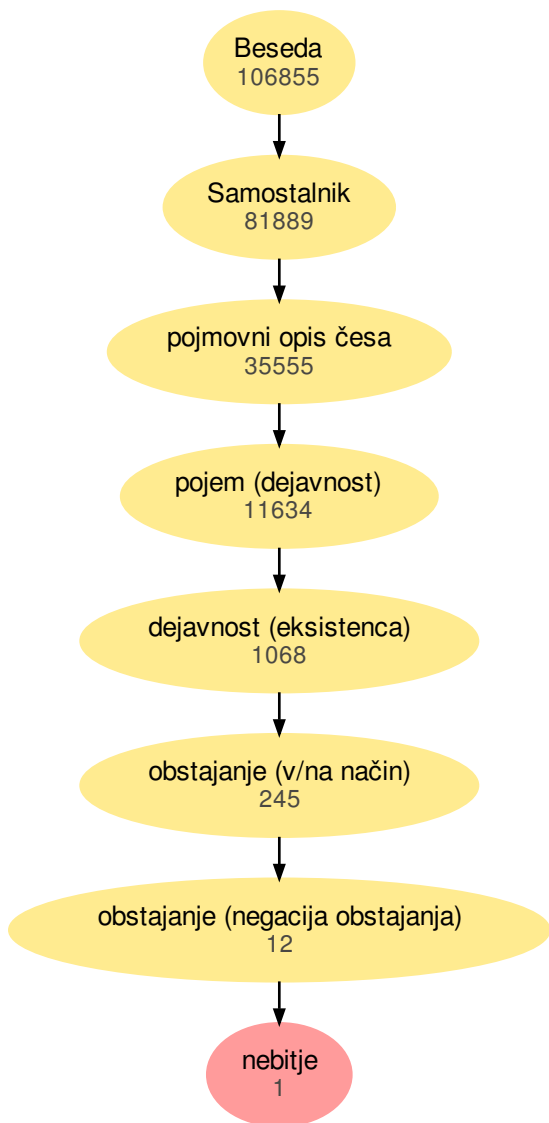 Beseda
106855
Samostalnik
81889
pojmovni opis česa
35555
pojem (dejavnost)
11634
dejavnost (eksistenca)
1068
obstajanje (v/na način)
245
obstajanje (negacija obstajanja)
12
nebitje
1